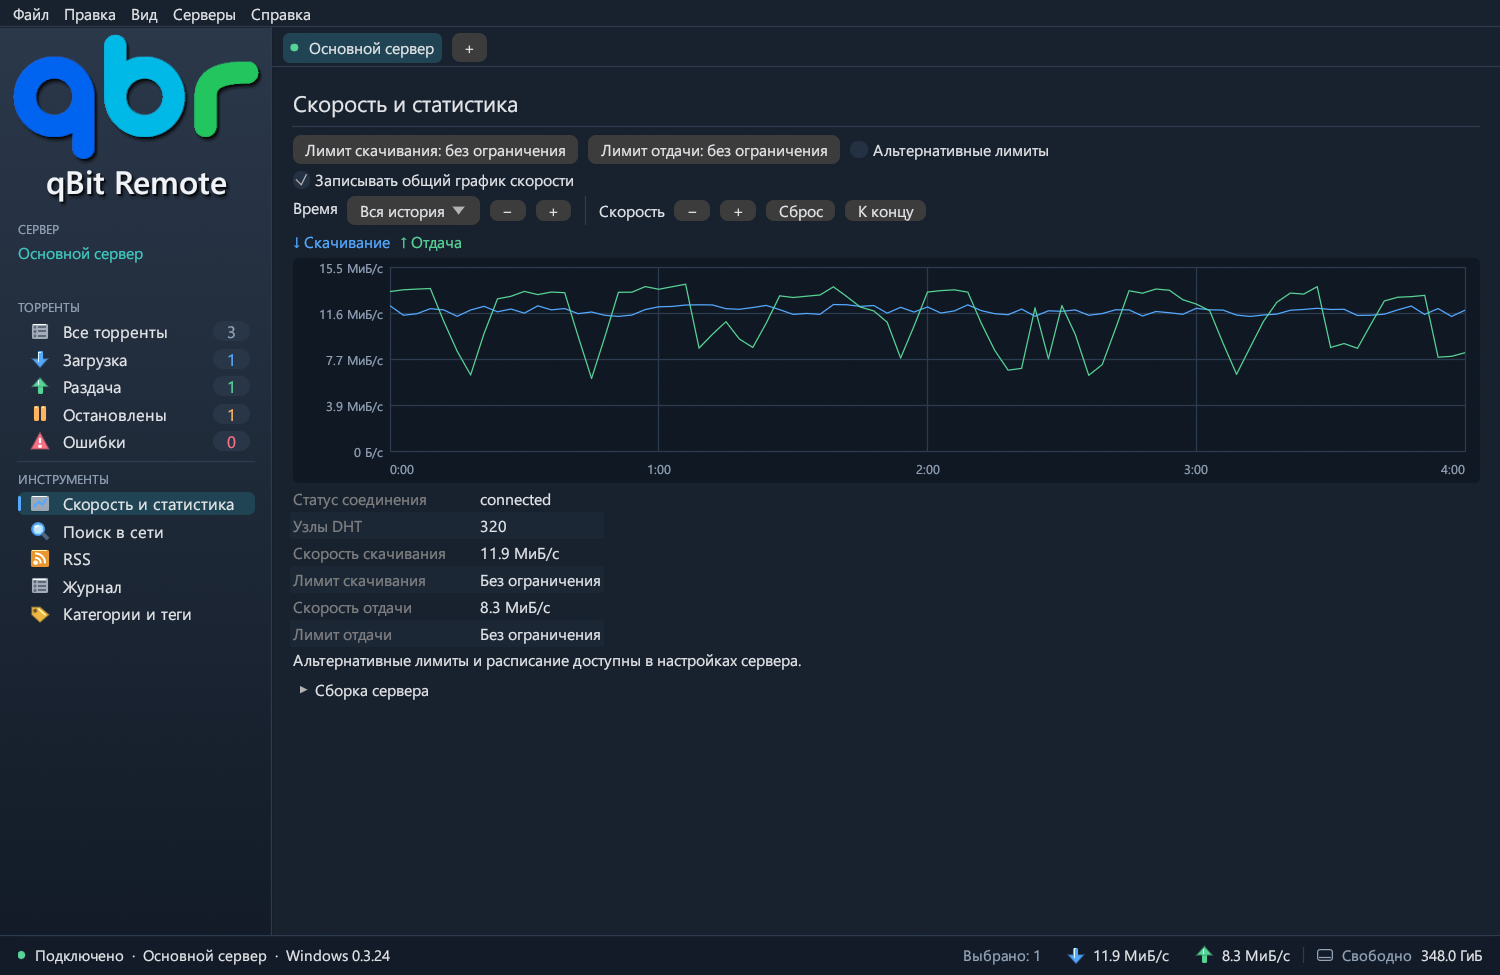 Файл Правка Вид Серверы Справка
qbr
qBit Remote
СЕРВЕР
Основной сервер
ТОРРЕНТЫ
Все торренты 3
Загрузка 1
Раздача 1
Остановлены 1
Ошибки 0
ИНСТРУМЕНТЫ
Скорость и статистика
Поиск в сети
RSS
Журнал
Категории и теги
Основной сервер +
Скорость и статистика
Лимит скачивания: без ограничения Лимит отдачи: без ограничения Альтернативные лимиты
Записывать общий график скорости
Время Вся история − + Скорость − + Сброс К концу
↓ Скачивание ↑ Отдача
15.5 МиБ/с
11.6 МиБ/с
7.7 МиБ/с
3.9 МиБ/с
0 Б/с
0:00 1:00 2:00 3:00 4:00
Статус соединения connected
Узлы DHT 320
Скорость скачивания 11.9 МиБ/с
Лимит скачивания Без ограничения
Скорость отдачи 8.3 МиБ/с
Лимит отдачи Без ограничения
Альтернативные лимиты и расписание доступны в настройках сервера.
Сборка сервера
Подключено · Основной сервер · Windows 0.3.24 Выбрано: 1 11.9 МиБ/с 8.3 МиБ/с Свободно 348.0 ГиБ